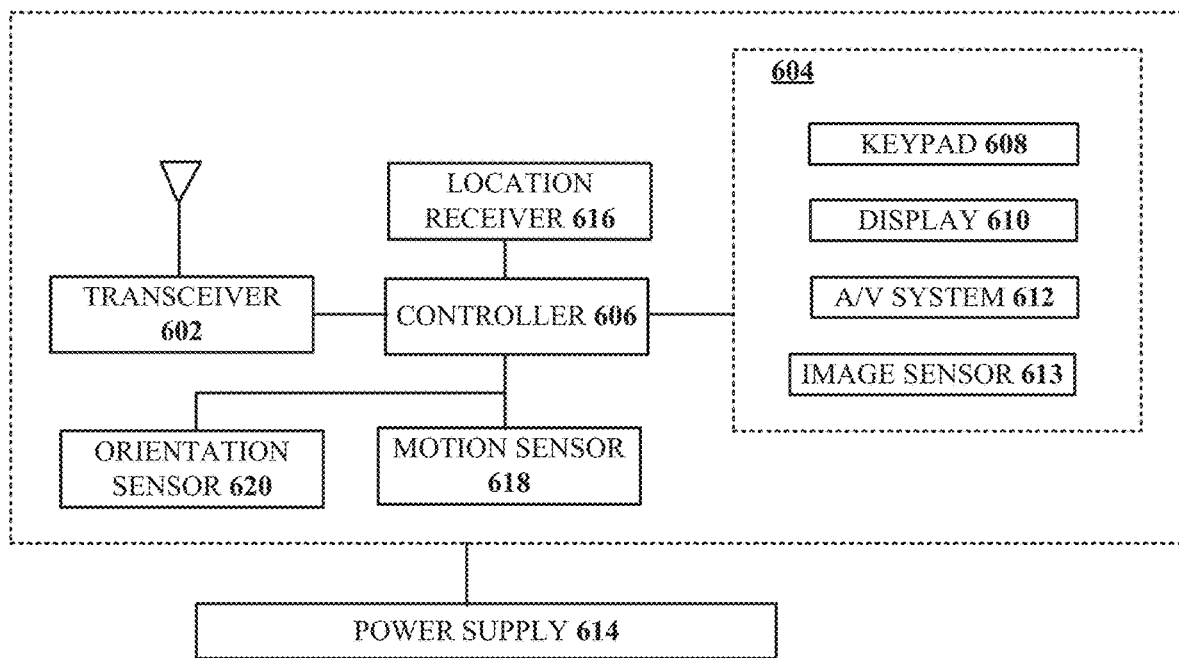 604
KEYPAD 608
DISPLAY 610
A/V SYSTEM 612
IMAGE SENSOR 613
LOCATION
RECEIVER 616
TRANSCEIVER
602
CONTROLLER 606
ORIENTATION
SENSOR 620
MOTION SENSOR
618
POWER SUPPLY 614